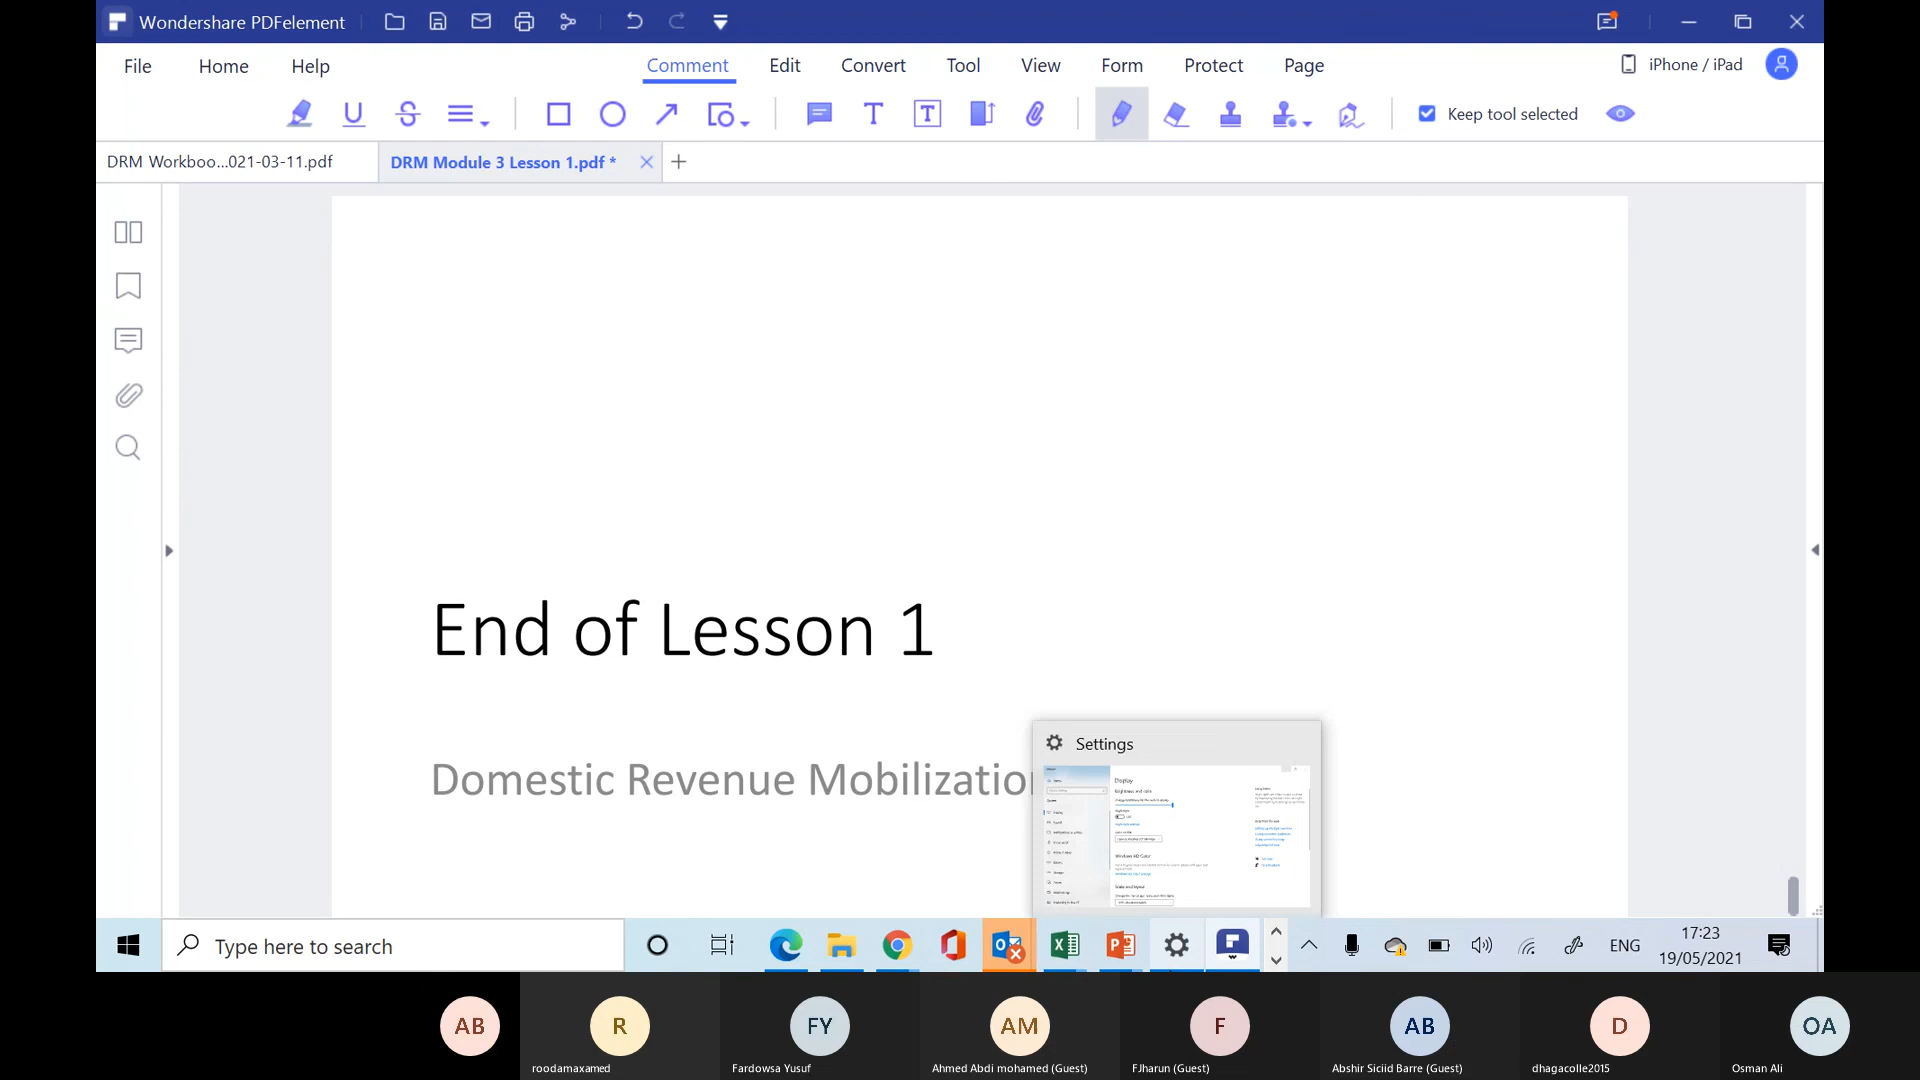 Wondershare PDFelement
File Home Help Comment Edit Convert Tool View Form Protect Page iPhone / iPad
Keep tool selected
DRM Workboo...021-03-11.pdf DRM Module 3 Lesson 1.pdf *
End of Lesson 1
Domestic Revenue Mobilization
Settings
Display
Type here to search
ENG
17:23
19/05/2021
AB R FY AM F AB D OA
roodamaxamed Fardowsa Yusuf Ahmed Abdi mohamed (Guest) FJharun (Guest) Abshir Siciid Barre (Guest) dhagacolle2015 Osman Ali